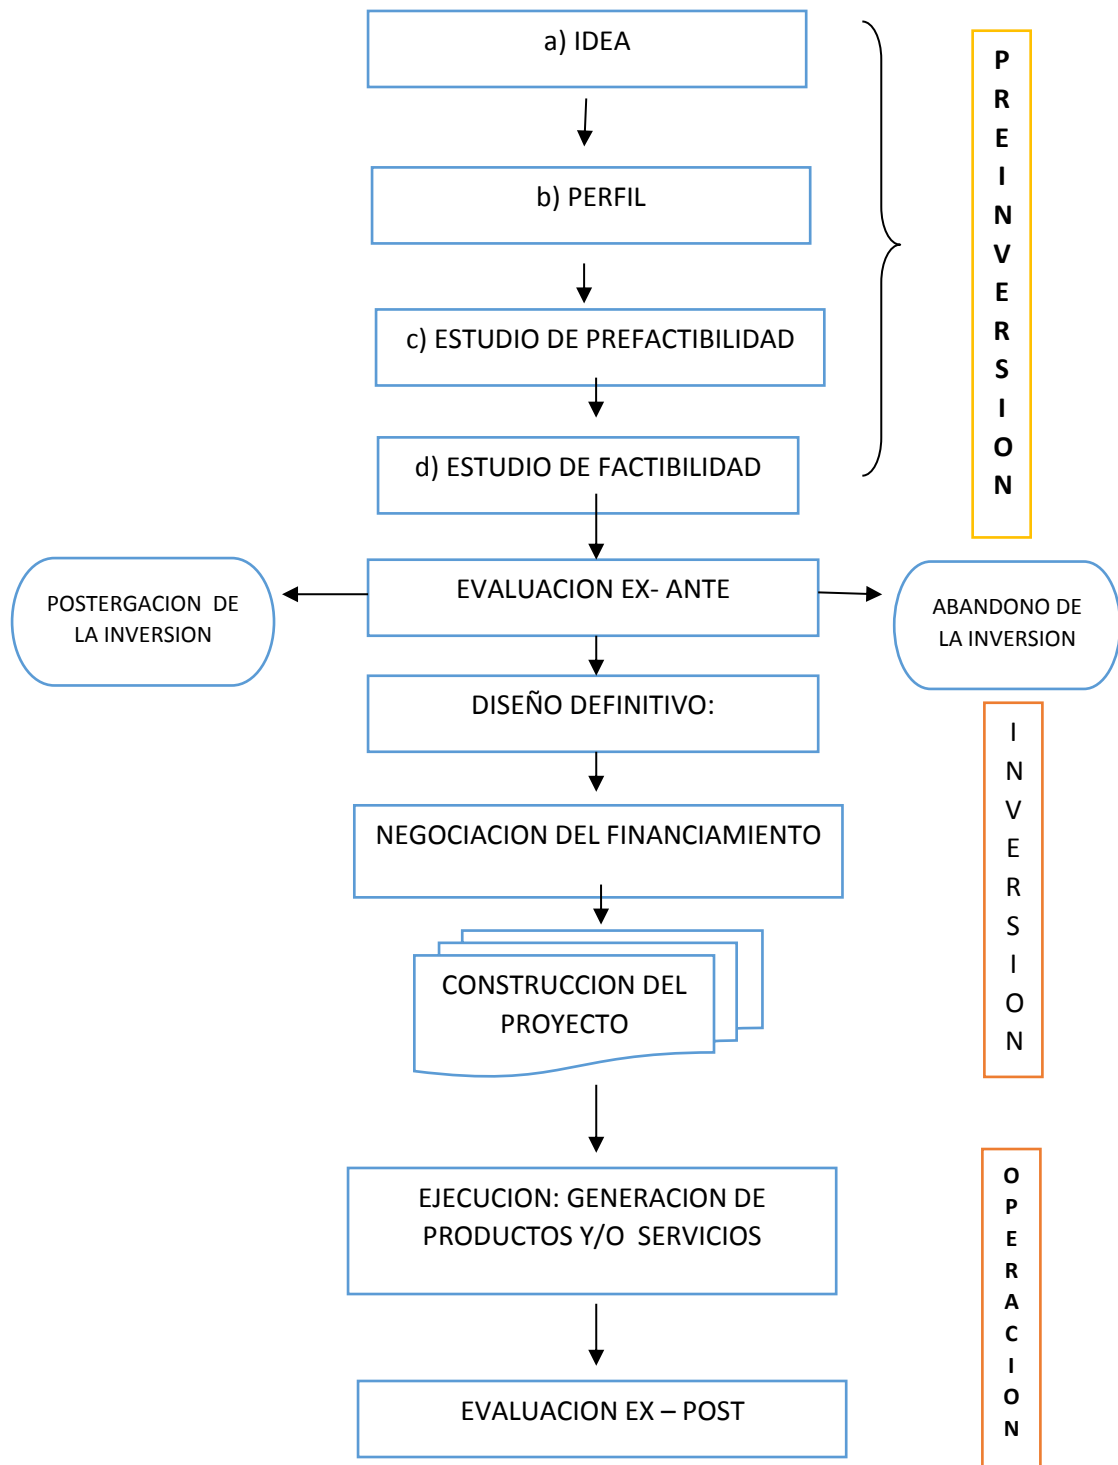 a) IDEA
b) PERFIL
c) ESTUDIO DE PREFACTIBILIDAD
d) ESTUDIO DE FACTIBILIDAD
PREINVERSION
EVALUACION EX- ANTE
POSTERGACION DE
LA INVERSION
ABANDONO DE
LA INVERSION
DISEÑO DEFINITIVO:
NEGOCIACION DEL FINANCIAMIENTO
CONSTRUCCION DEL
PROYECTO
INVERSION
EJECUCION: GENERACION DE
PRODUCTOS Y/O SERVICIOS
EVALUACION EX – POST
OPERACION